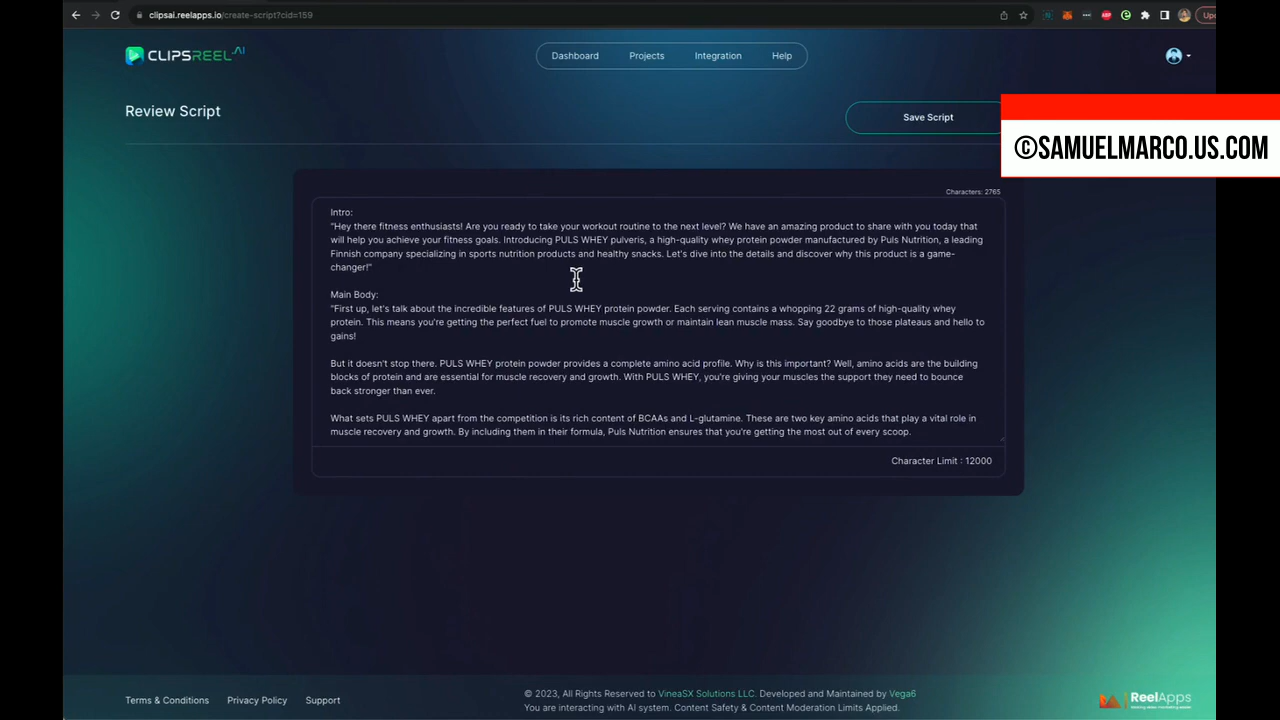 clipsai.reelapps.io/create-script?cid=159
CLIPSREEL AI
Dashboard Projects Integration Help
Review Script
Save Script
©SAMUELMARCO.US.COM
Characters: 2765
Intro:
"Hey there fitness enthusiasts! Are you ready to take your workout routine to the next level? We have an amazing product to share with you today that
will help you achieve your fitness goals. Introducing PULS WHEY pulveris, a high-quality whey protein powder manufactured by Puls Nutrition, a leading
Finnish company specializing in sports nutrition products and healthy snacks. Let's dive into the details and discover why this product is a game-
changer!"
Main Body:
"First up, let's talk about the incredible features of PULS WHEY protein powder. Each serving contains a whopping 22 grams of high-quality whey
protein. This means you're getting the perfect fuel to promote muscle growth or maintain lean muscle mass. Say goodbye to those plateaus and hello to
gains!
But it doesn't stop there. PULS WHEY protein powder provides a complete amino acid profile. Why is this important? Well, amino acids are the building
blocks of protein and are essential for muscle recovery and growth. With PULS WHEY, you're giving your muscles the support they need to bounce
back stronger than ever.
What sets PULS WHEY apart from the competition is its rich content of BCAAs and L-glutamine. These are two key amino acids that play a vital role in
muscle recovery and growth. By including them in their formula, Puls Nutrition ensures that you're getting the most out of every scoop.
Character Limit : 12000
Terms & Conditions Privacy Policy Support
© 2023, All Rights Reserved to VineaSX Solutions LLC. Developed and Maintained by Vega6
You are interacting with AI system. Content Safety & Content Moderation Limits Applied.
ReelApps